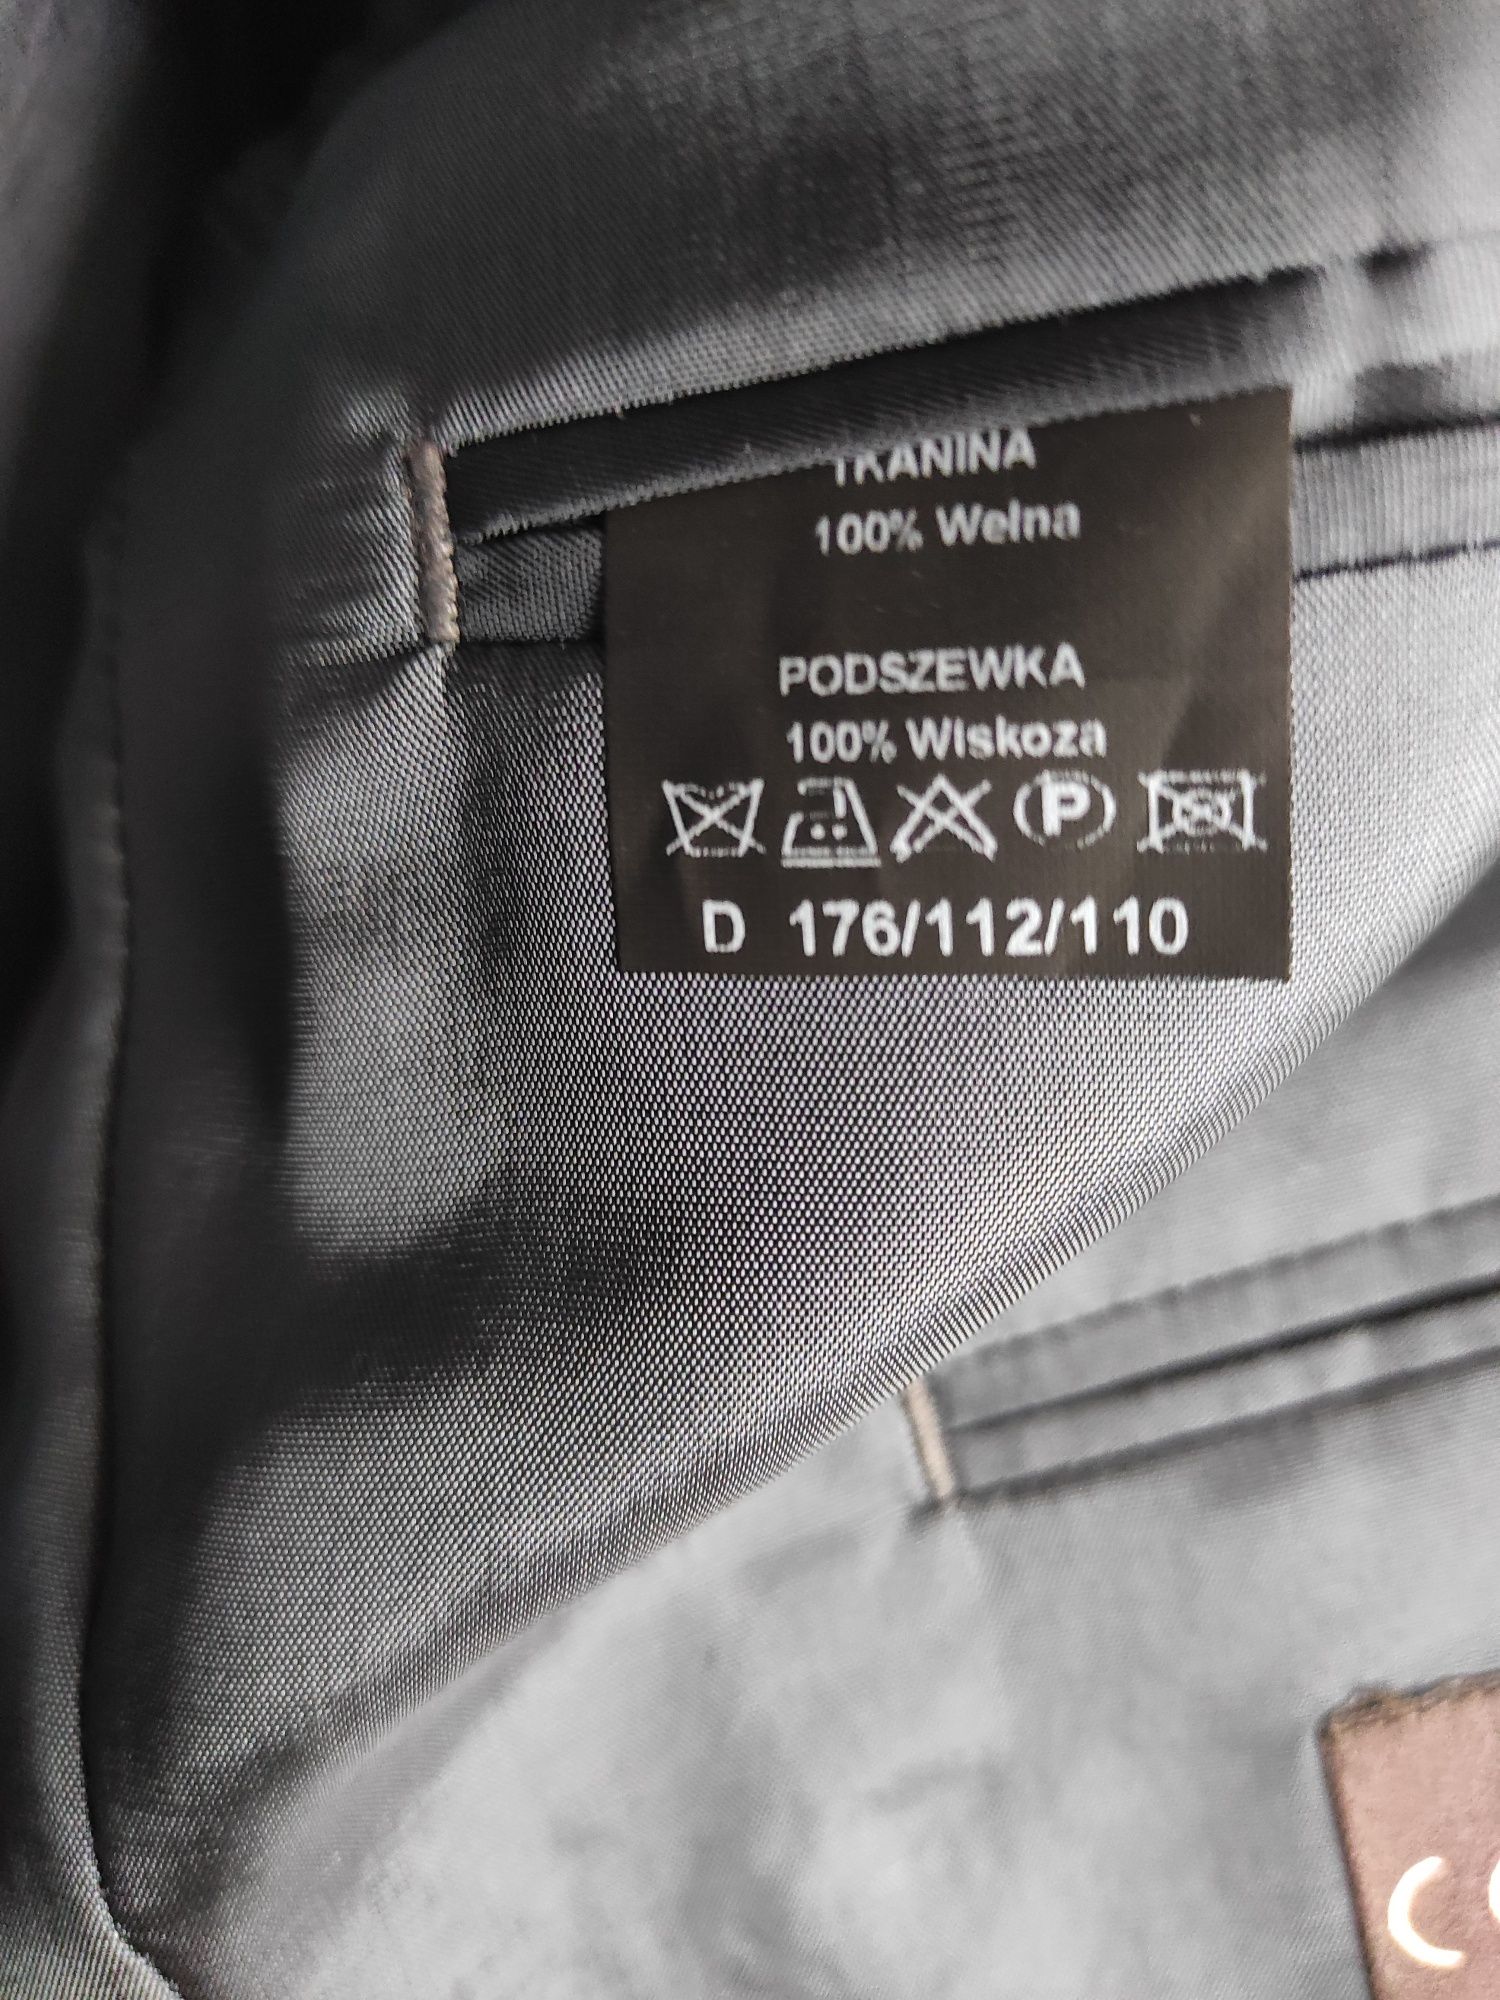 TKANINA
100% Wełna
PODSZEWKA
100% Wiskoza
P
D 176/112/110